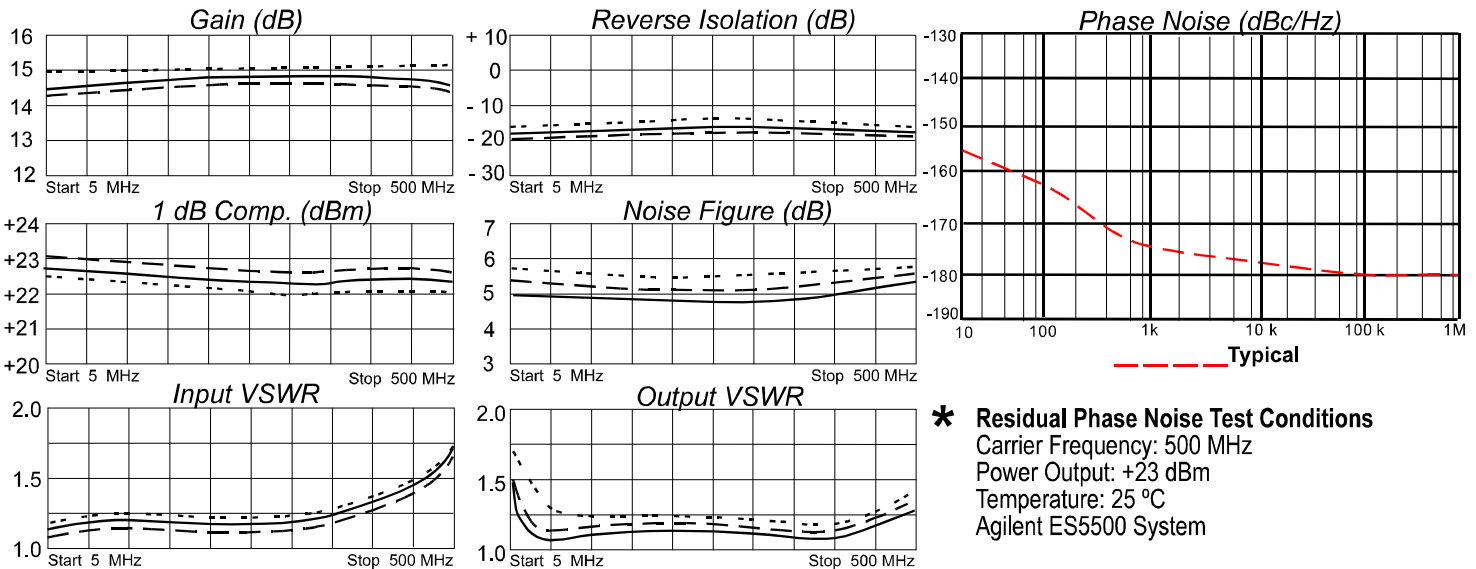 Gain (dB)
16
15
14
13
12
Start 5 MHz
Stop 500 MHz
Reverse Isolation (dB)
+ 10
0
- 10
- 20
- 30
Start 5 MHz
Stop 500 MHz
Phase Noise (dBc/Hz)
-130
-140
-150
-160
-170
-180
-190
10 100 1k 10 k 100 k 1M
Typical
1 dB Comp. (dBm)
+24
+23
+22
+21
+20
Start 5 MHz
Stop 500 MHz
Noise Figure (dB)
7
6
5
4
3
Start 5 MHz
Stop 500 MHz
Input VSWR
2.0
1.5
1.0
Start 5 MHz
Stop 500 MHz
Output VSWR
2.0
1.5
1.0
Start 5 MHz
Stop 500 MHz
* Residual Phase Noise Test Conditions
Carrier Frequency: 500 MHz
Power Output: +23 dBm
Temperature: 25 ºC
Agilent ES5500 System